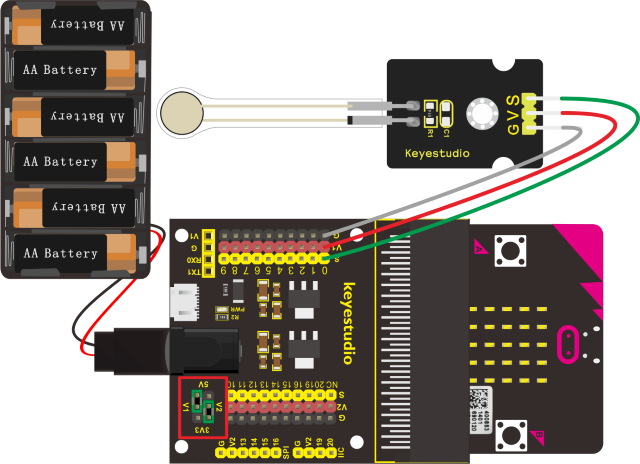 AA Battery
AA Battery
AA Battery
AA Battery
AA Battery
AA Battery
R1
C1
Keyestudio
G V S
V1
G
RX0
TX1
G
V1
S
9 8 7 6 5 4 3 2 1 0
PWR
R2
keyestudio
5V
V1
V2
3V3
10 11 12 13 14 15 16 19 20 NC
S
V2
G
G
V2
13
14
15
16
SPI
G
V2
19
20
IIC
A
B